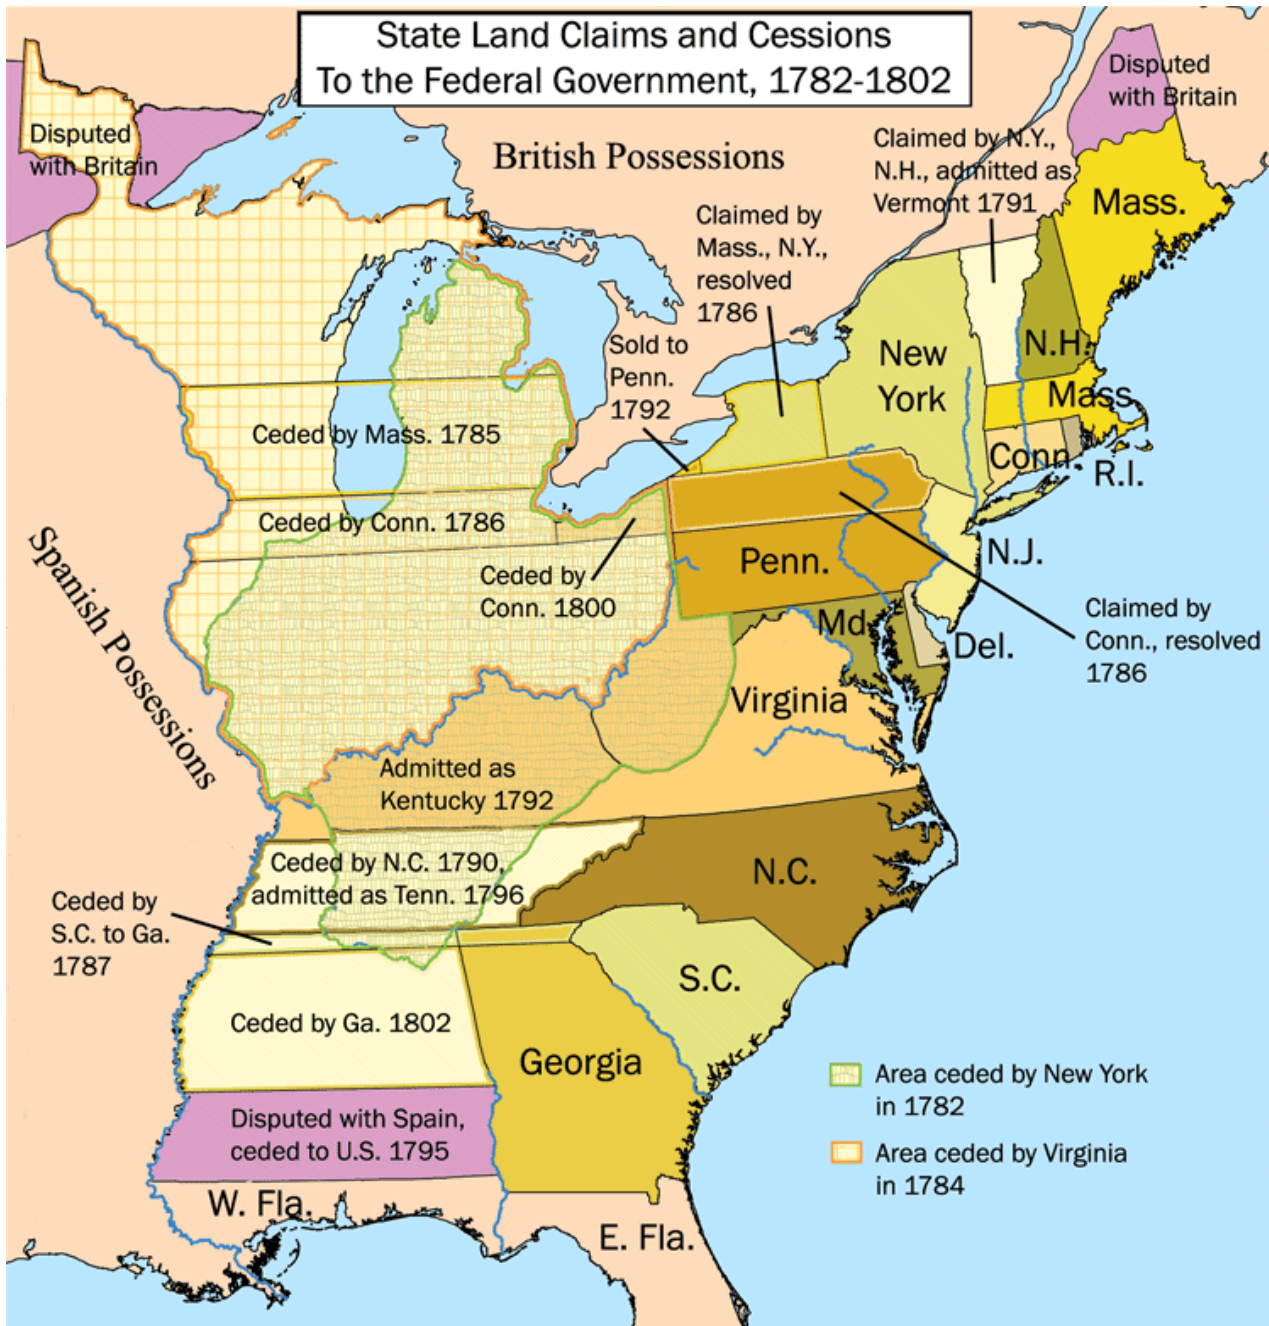 State Land Claims and Cessions
To the Federal Government, 1782-1802
Disputed
with Britain
Disputed
with Britain
British Possessions
Claimed by N.Y.,
N.H., admitted as
Vermont 1791
Mass.
Claimed by
Mass., N.Y.,
resolved
1786
Sold to
Penn.
1792
New
York
N.H.
Mass.
Conn.
R.I.
Ceded by Mass. 1785
Ceded by Conn. 1786
Ceded by
Conn. 1800
Penn.
N.J.
Md.
Del.
Claimed by
Conn., resolved
1786
Spanish Possessions
Virginia
Admitted as
Kentucky 1792
Ceded by N.C. 1790,
admitted as Tenn. 1796
N.C.
Ceded by
S.C. to Ga.
1787
S.C.
Ceded by Ga. 1802
Georgia
Disputed with Spain,
ceded to U.S. 1795
W. Fla.
E. Fla.
Area ceded by New York
in 1782
Area ceded by Virginia
in 1784